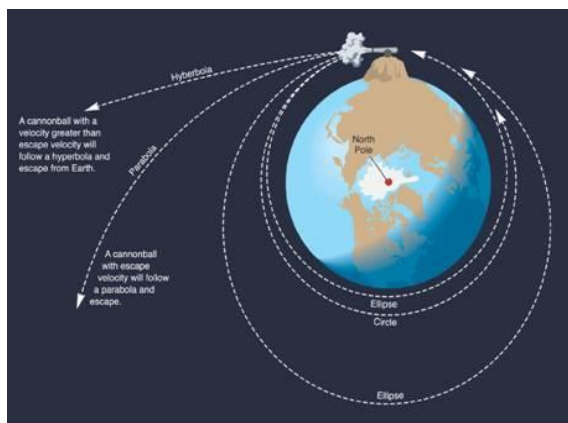 Hyberbola
A cannonball with a
velocity greater than
escape velocity will
follow a hyperbola and
escape from Earth.
Parabola
A cannonball
with escape
velocity will follow
a parabola and
escape.
North
Pole
Ellipse
Circle
Ellipse